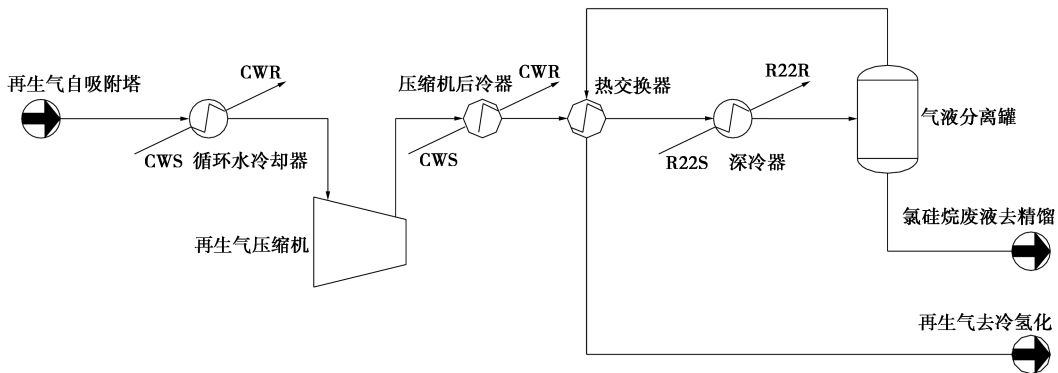 再生气自吸附塔
CWR
CWS
循环水冷却器
再生气压缩机
压缩机后冷器
CWR
CWS
热交换器
R22R
R22S
深冷器
气液分离罐
氯硅烷废液去精馏
再生气去冷氢化